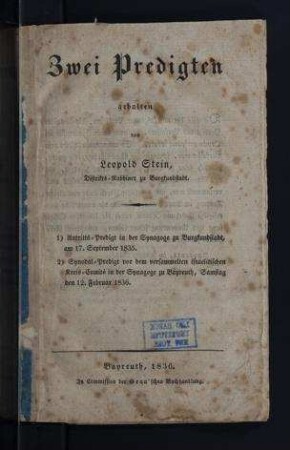 Zwei Predigten
gehalten
von
Leopold Stein,
Distrikts-Rabbiner zu Burgkundstadt.
1) Antritts-Predigt in der Synagoge zu Burgkundstadt,
am 17. September 1835.
2) Synodal-Predigt vor dem versammelten israelitischen
Kreis-Comité in der Synagoge zu Bayreuth, Samstag
den 12. Februar 1836.
Bayreuth, 1836.
In Commission der Grau'schen Buchhandlung.